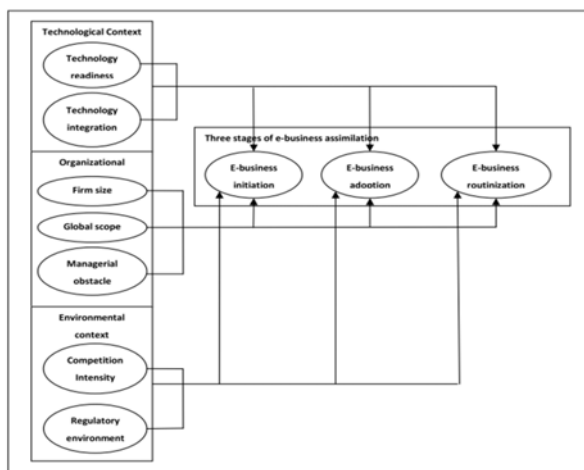 Technological Context
Technology
readiness
Technology
integration
Organizational
Firm size
Global scope
Managerial
obstacle
Environmental
context
Competition
Intensity
Regulatory
environment
Three stages of e-business assimilation
E-business
initiation
E-business
adootion
E-business
routinization